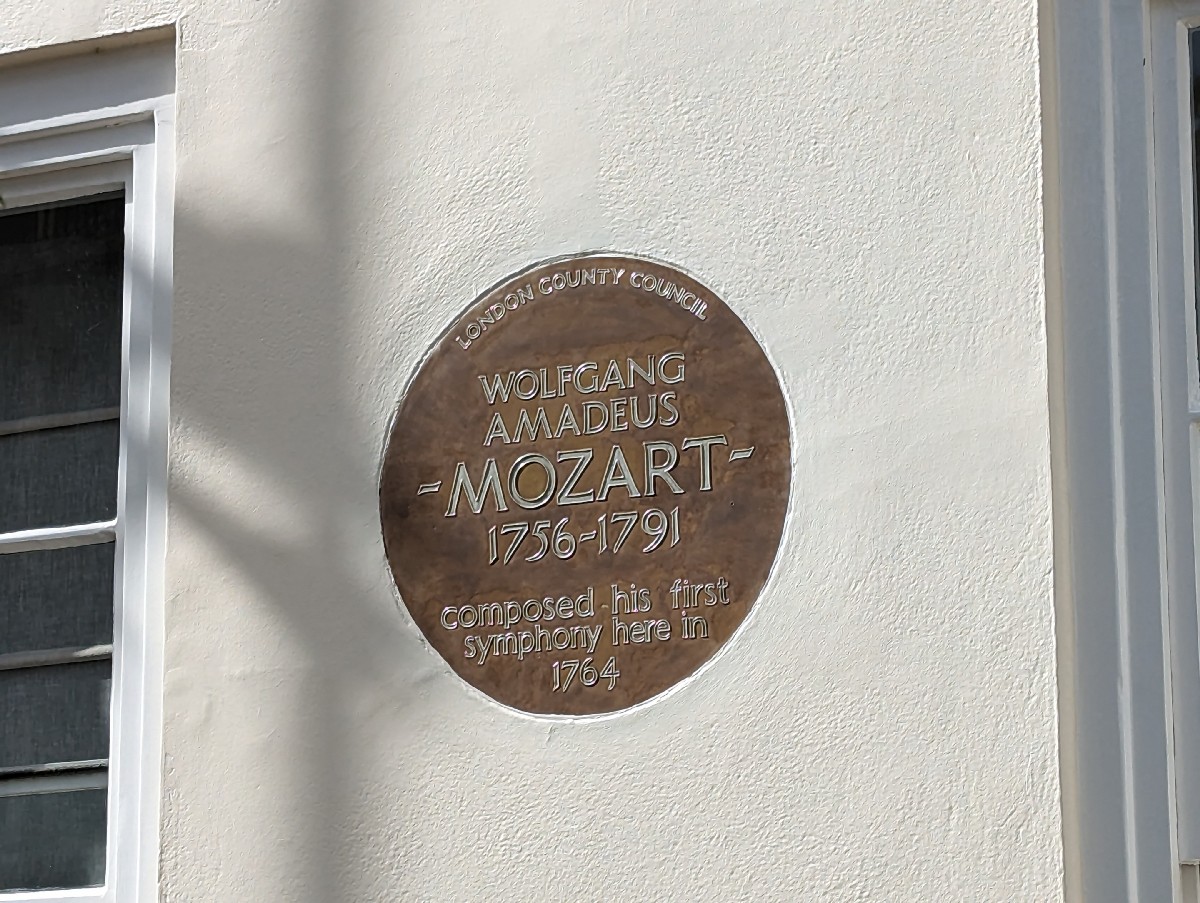 LONDON COUNTY COUNCIL
WOLFGANG
AMADEUS
-MOZART-
1756-1791
composed his first
symphony here in
1764